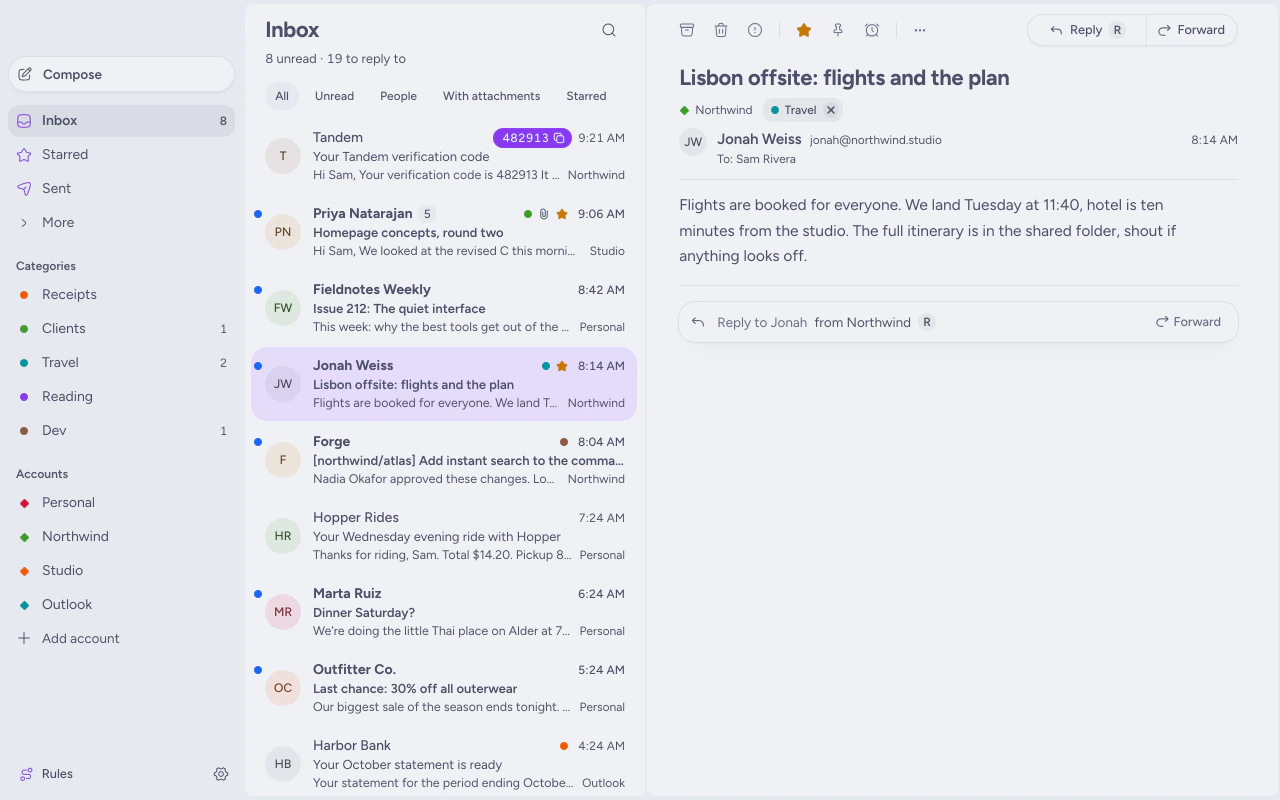 Compose
Inbox 8
Starred
Sent
More
Categories
Receipts
Clients 1
Travel 2
Reading
Dev 1
Accounts
Personal
Northwind
Studio
Outlook
Add account
Rules
Inbox
8 unread · 19 to reply to
All Unread People With attachments Starred
T Tandem 482913 9:21 AM
Your Tandem verification code
Hi Sam, Your verification code is 482913 It ... Northwind
PN Priya Natarajan 5 9:06 AM
Homepage concepts, round two
Hi Sam, We looked at the revised C this morni... Studio
FW Fieldnotes Weekly 8:42 AM
Issue 212: The quiet interface
This week: why the best tools get out of the ... Personal
JW Jonah Weiss 8:14 AM
Lisbon offsite: flights and the plan
Flights are booked for everyone. We land T... Northwind
F Forge 8:04 AM
[northwind/atlas] Add instant search to the comma...
Nadia Okafor approved these changes. Lo... Northwind
HR Hopper Rides 7:24 AM
Your Wednesday evening ride with Hopper
Thanks for riding, Sam. Total $14.20. Pickup 8... Personal
MR Marta Ruiz 6:24 AM
Dinner Saturday?
We're doing the little Thai place on Alder at 7... Personal
OC Outfitter Co. 5:24 AM
Last chance: 30% off all outerwear
Our biggest sale of the season ends tonight. ... Personal
HB Harbor Bank 4:24 AM
Your October statement is ready
Your statement for the period ending Octobe... Outlook
Reply R Forward
Lisbon offsite: flights and the plan
Northwind Travel
JW Jonah Weiss jonah@northwind.studio 8:14 AM
To: Sam Rivera
Flights are booked for everyone. We land Tuesday at 11:40, hotel is ten
minutes from the studio. The full itinerary is in the shared folder, shout if
anything looks off.
Reply to Jonah from Northwind R Forward